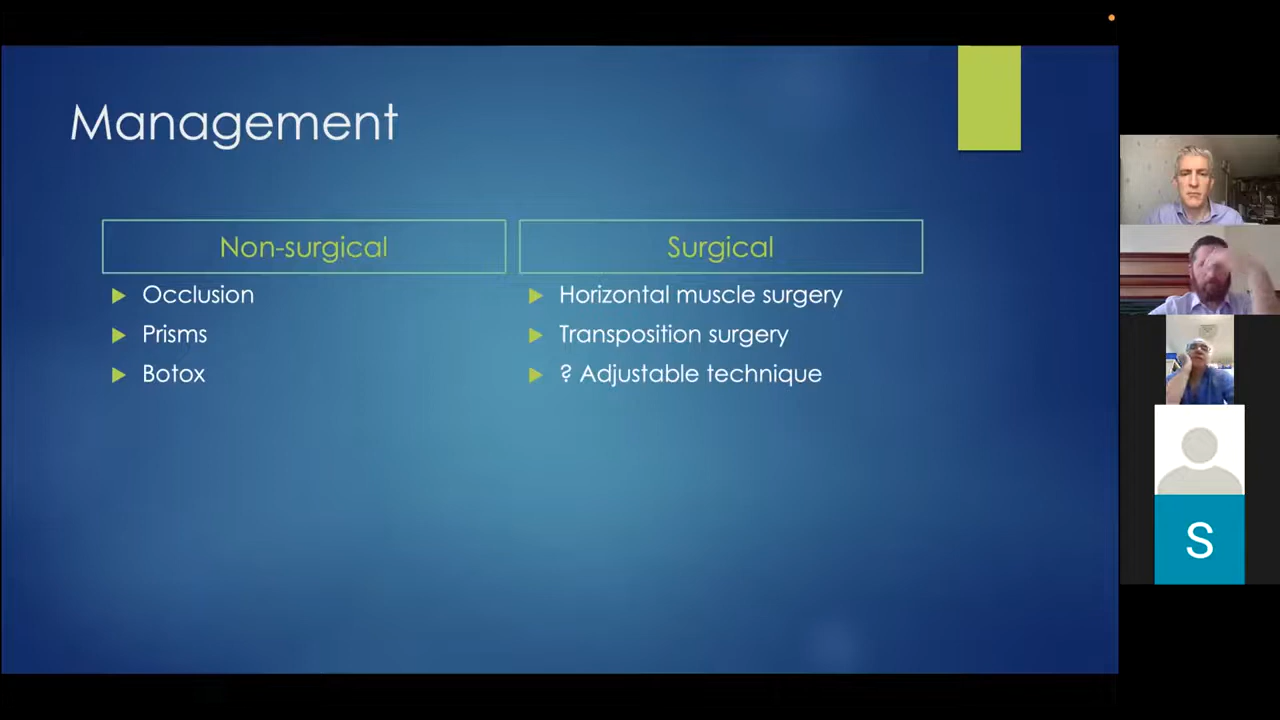 Management
Non-surgical
Occlusion
Prisms
Botox
Surgical
Horizontal muscle surgery
Transposition surgery
? Adjustable technique
S